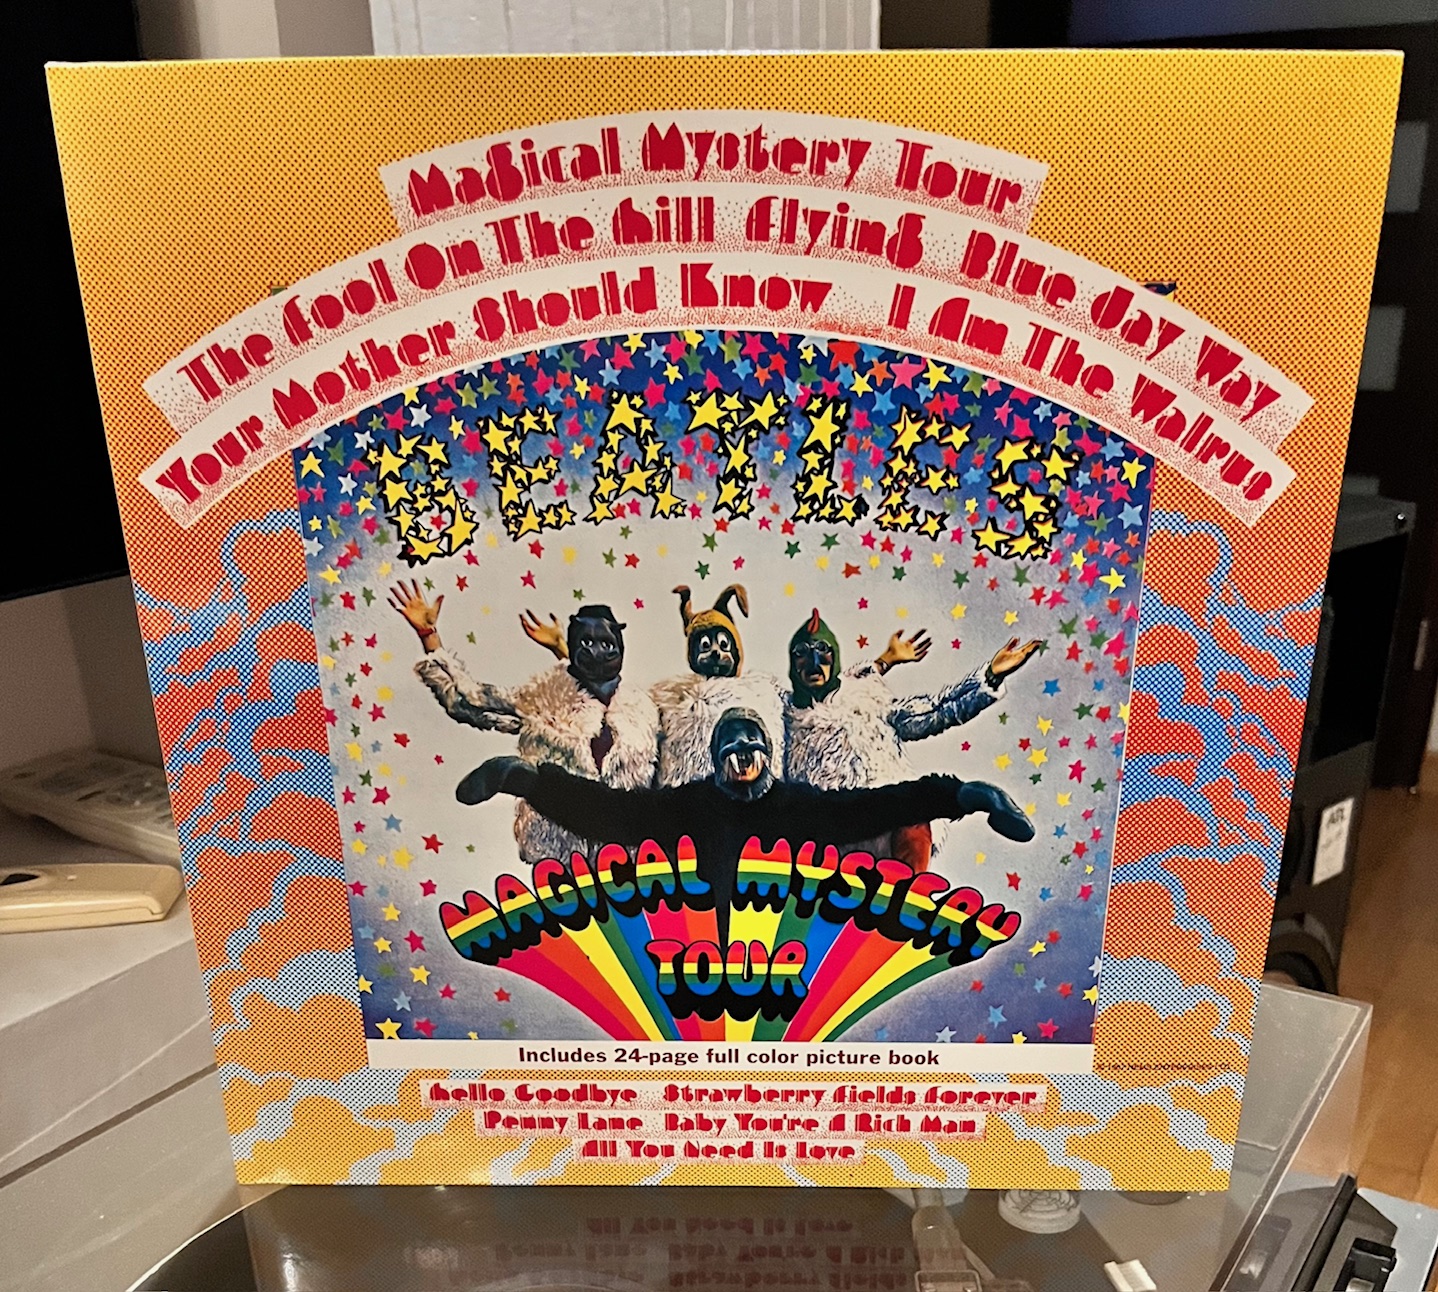 Magical Mystery Tour
The Fool On The Hill Flying Blue Jay Way
Your Mother Should Know I Am The Walrus
BEATLES
MAGICAL MYSTERY
TOUR
Includes 24-page full color picture book
Hello Goodbye Strawberry Fields Forever
Penny Lane Baby You're A Rich Man
All You Need Is Love